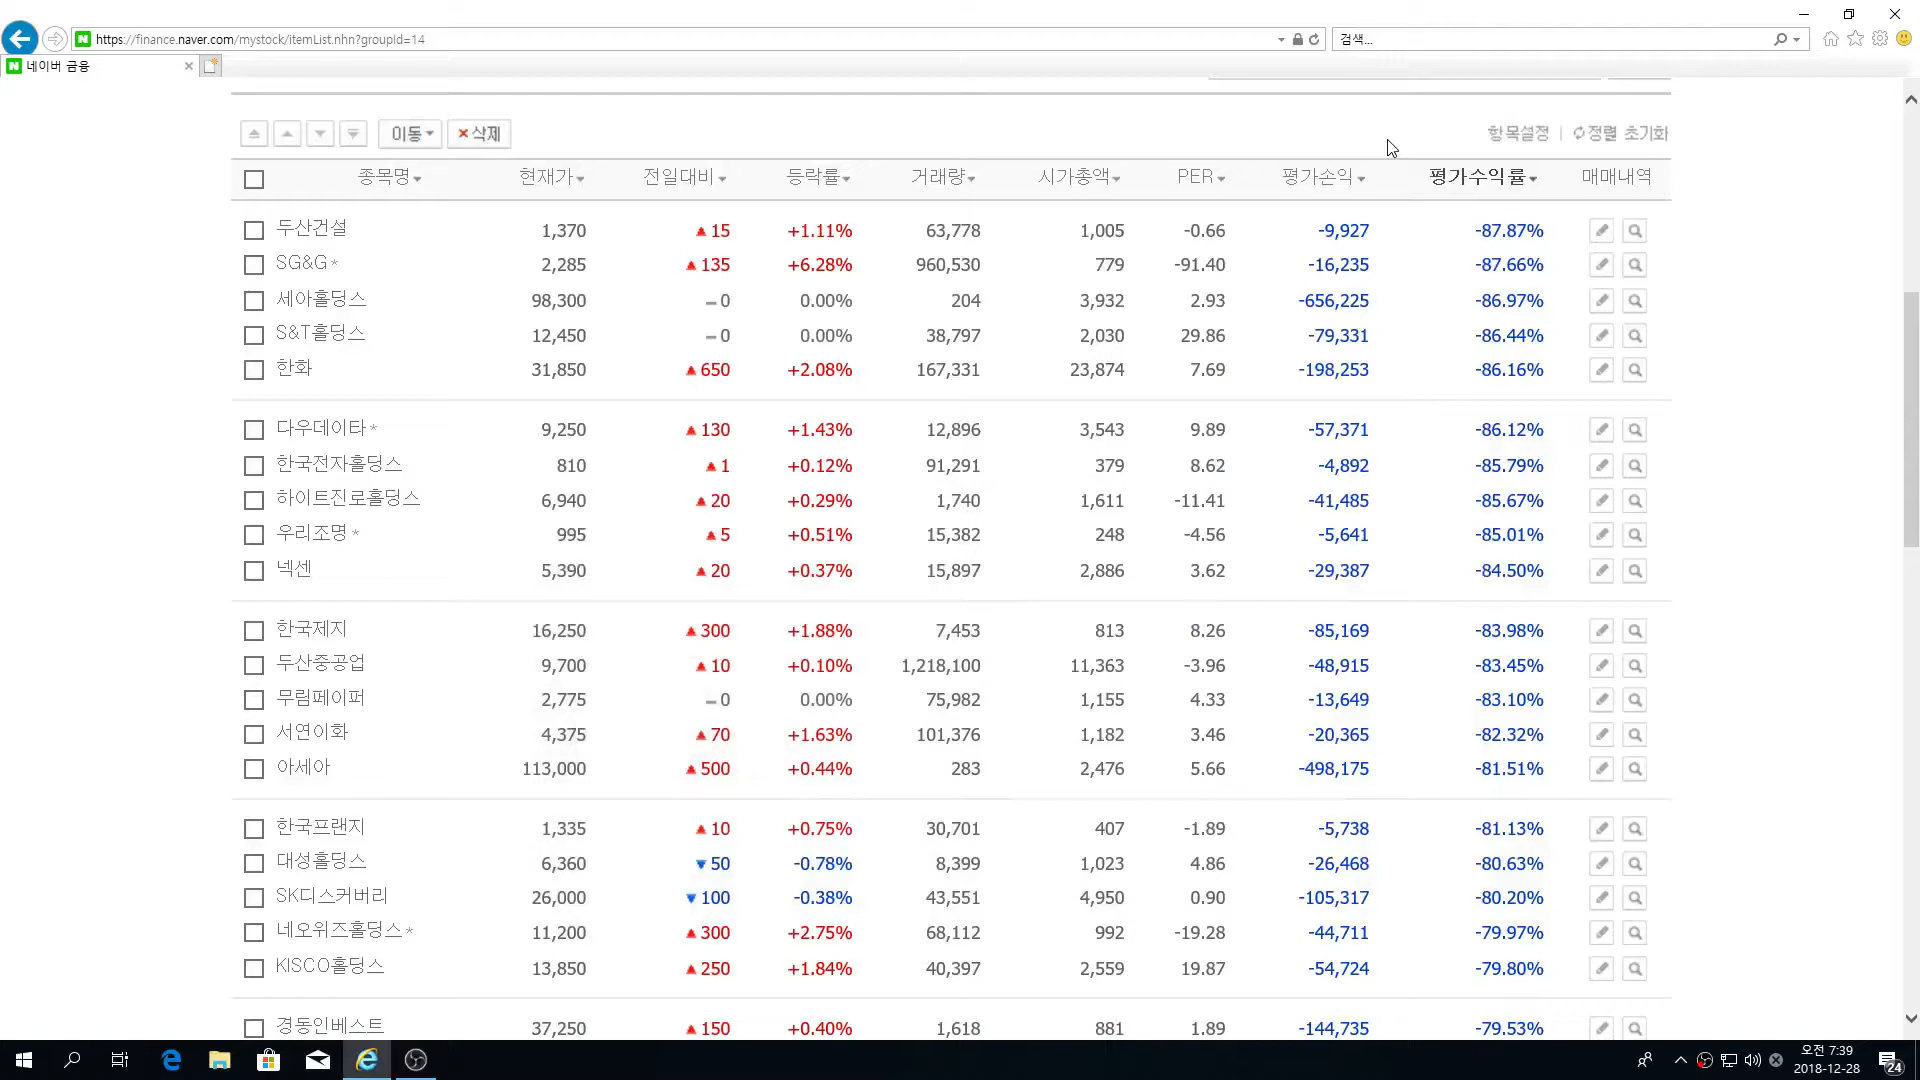 https://finance.naver.com/mystock/itemList.nhn?groupId=14
검색...
네이버 금융
이동 삭제 항목설정 정렬 초기화
종목명 현재가 전일대비 등락률 거래량 시가총액 PER 평가손익 평가수익률 매매내역
두산건설 1,370 ▲15 +1.11% 63,778 1,005 -0.66 -9,927 -87.87%
SG&G* 2,285 ▲135 +6.28% 960,530 779 -91.40 -16,235 -87.66%
세아홀딩스 98,300 –0 0.00% 204 3,932 2.93 -656,225 -86.97%
S&T홀딩스 12,450 –0 0.00% 38,797 2,030 29.86 -79,331 -86.44%
한화 31,850 ▲650 +2.08% 167,331 23,874 7.69 -198,253 -86.16%
다우데이타* 9,250 ▲130 +1.43% 12,896 3,543 9.89 -57,371 -86.12%
한국전자홀딩스 810 ▲1 +0.12% 91,291 379 8.62 -4,892 -85.79%
하이트진로홀딩스 6,940 ▲20 +0.29% 1,740 1,611 -11.41 -41,485 -85.67%
우리조명* 995 ▲5 +0.51% 15,382 248 -4.56 -5,641 -85.01%
넥센 5,390 ▲20 +0.37% 15,897 2,886 3.62 -29,387 -84.50%
한국제지 16,250 ▲300 +1.88% 7,453 813 8.26 -85,169 -83.98%
두산중공업 9,700 ▲10 +0.10% 1,218,100 11,363 -3.96 -48,915 -83.45%
무림페이퍼 2,775 –0 0.00% 75,982 1,155 4.33 -13,649 -83.10%
서연이화 4,375 ▲70 +1.63% 101,376 1,182 3.46 -20,365 -82.32%
아세아 113,000 ▲500 +0.44% 283 2,476 5.66 -498,175 -81.51%
한국프랜지 1,335 ▲10 +0.75% 30,701 407 -1.89 -5,738 -81.13%
대성홀딩스 6,360 ▼50 -0.78% 8,399 1,023 4.86 -26,468 -80.63%
SK디스커버리 26,000 ▼100 -0.38% 43,551 4,950 0.90 -105,317 -80.20%
네오위즈홀딩스* 11,200 ▲300 +2.75% 68,112 992 -19.28 -44,711 -79.97%
KISCO홀딩스 13,850 ▲250 +1.84% 40,397 2,559 19.87 -54,724 -79.80%
경동인베스트 37,250 ▲150 +0.40% 1,618 881 1.89 -144,735 -79.53%
오전 7:39
2018-12-28
24